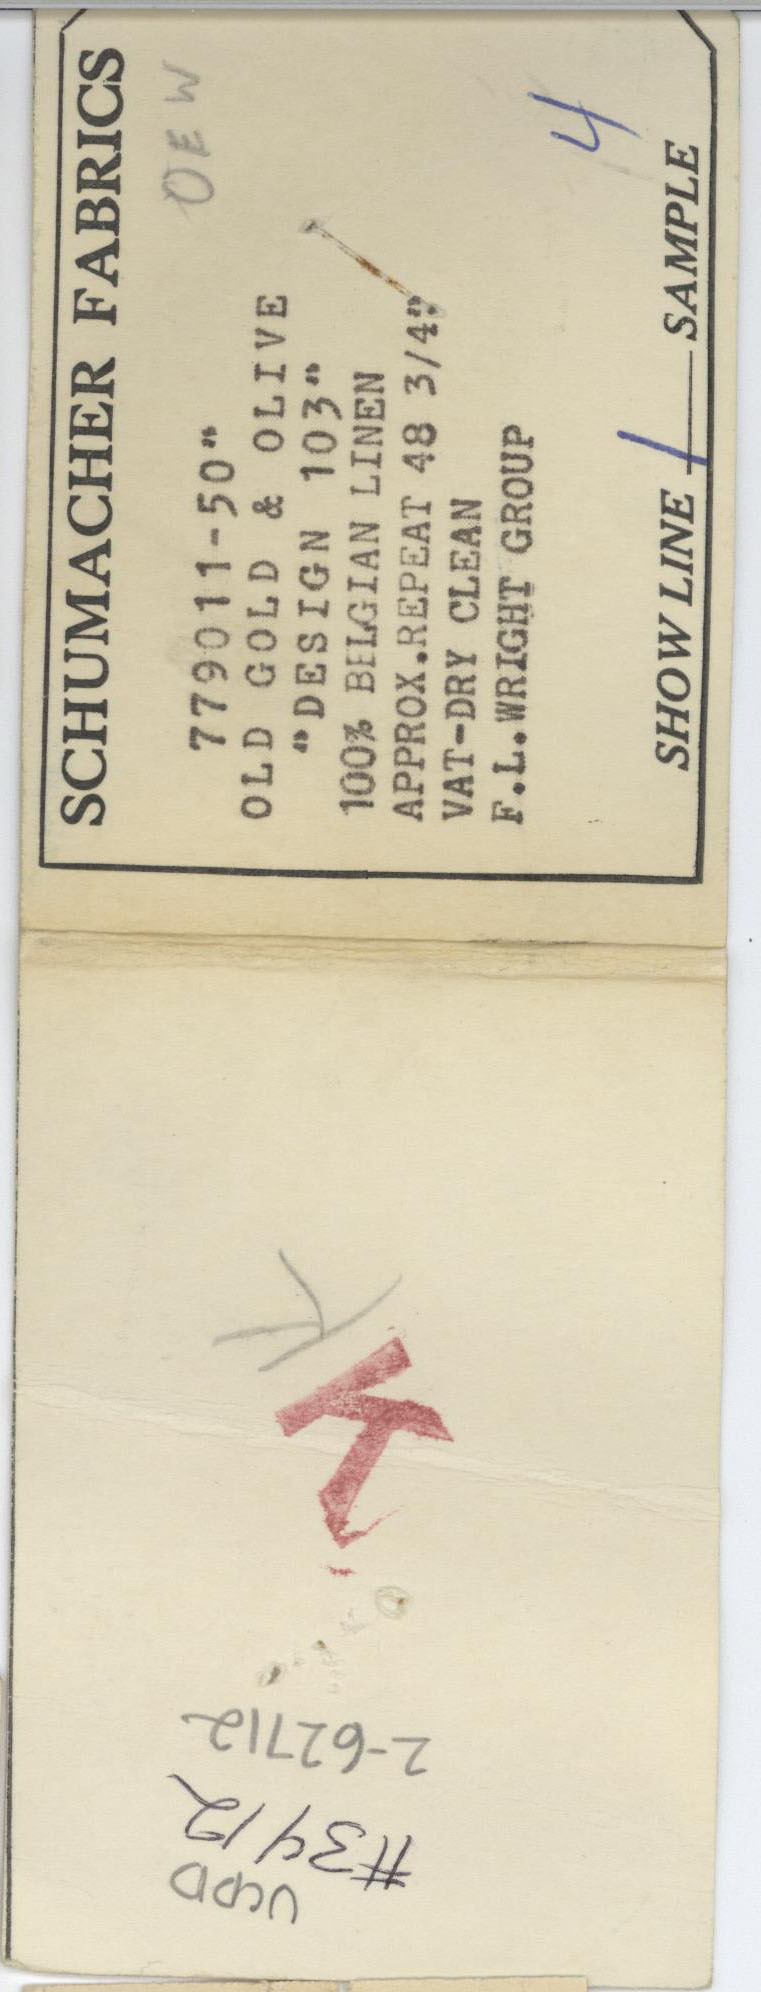 SCHUMACHER FABRICS
OEW
779011-50"
OLD GOLD & OLIVE
"DESIGN 103"
100% BELGIAN LINEN
APPROX.REPEAT 48 3/4"
VAT-DRY CLEAN
F.L.WRIGHT GROUP
4
SHOW LINE 1 SAMPLE
K
K
2-62712
#3412